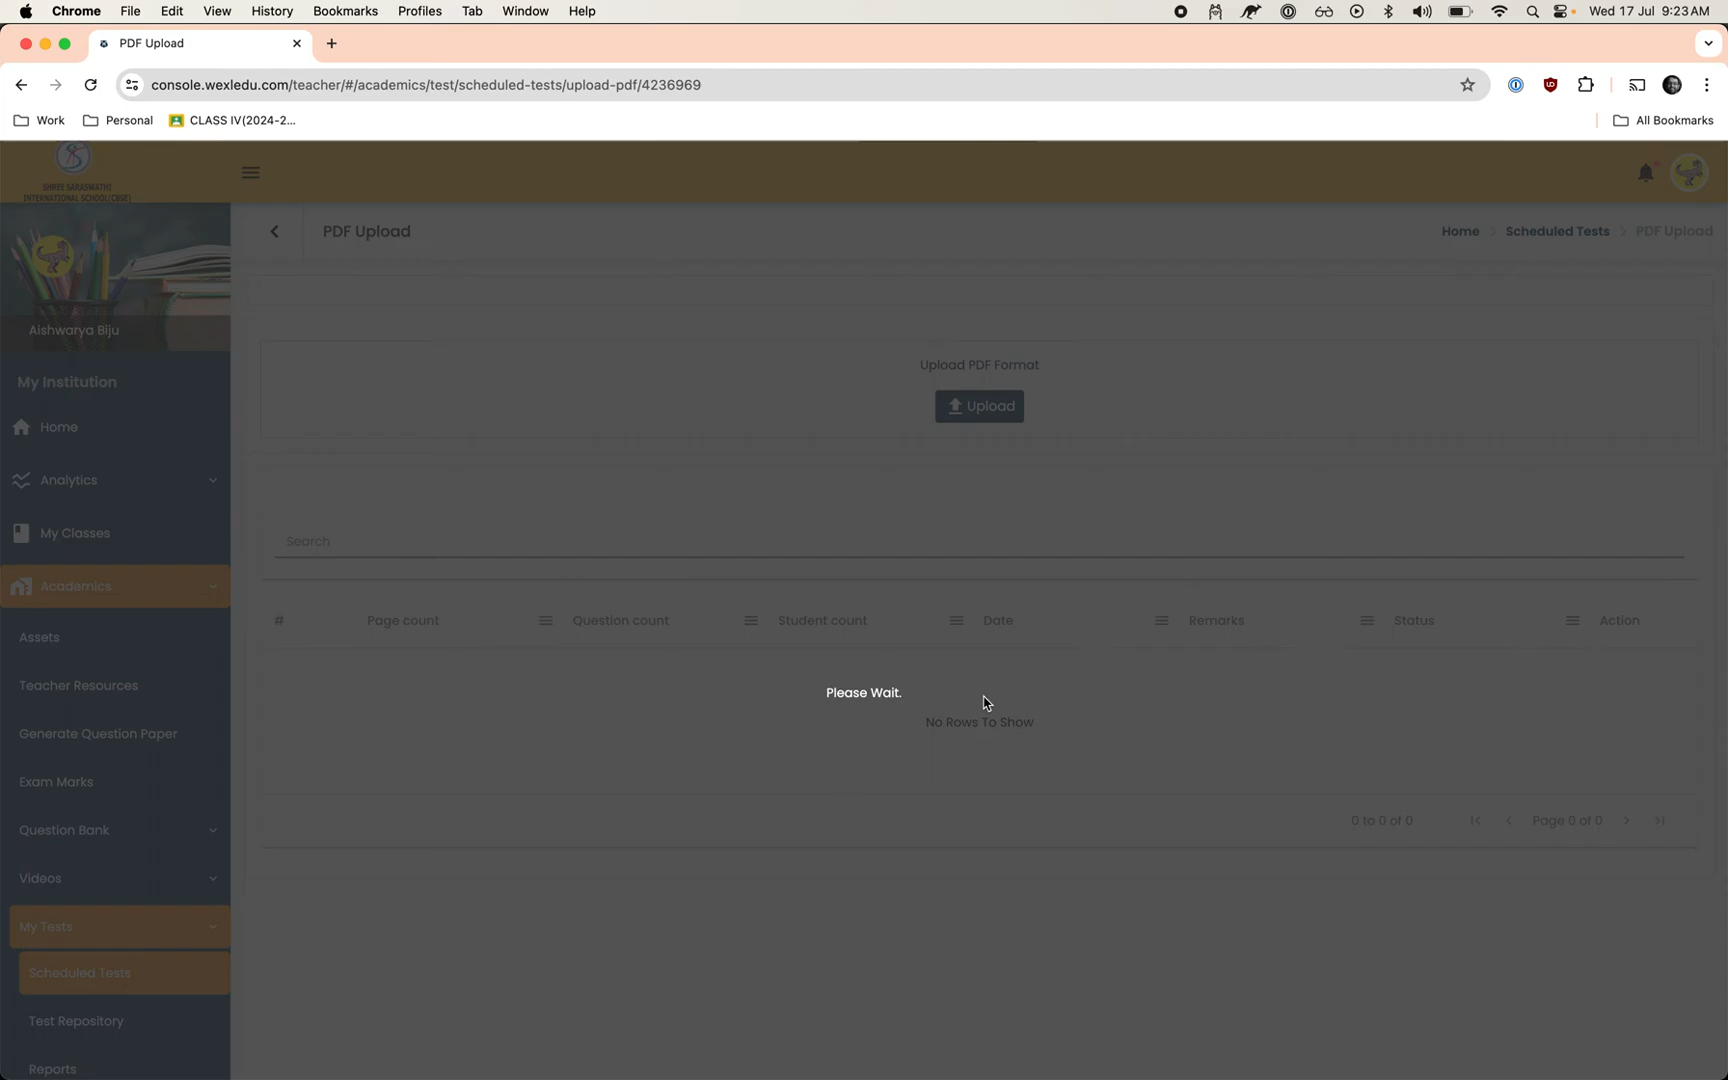 Chrome File Edit View History Bookmarks Profiles Tab Window Help Wed 17 Jul 9:23 AM
PDF Upload
console.wexledu.com/teacher/#/academics/test/scheduled-tests/upload-pdf/4236969
Work Personal CLASS IV(2024-2... All Bookmarks
SHREE SARASWATHI
INTERNATIONAL SCHOOL(CBSE)
PDF Upload Home Scheduled Tests PDF Upload
Aishwarya Biju
My Institution
Home
Analytics
My Classes
Academics
Assets
Teacher Resources
Generate Question Paper
Exam Marks
Question Bank
Videos
My Tests
Scheduled Tests
Test Repository
Reports
Upload PDF Format
Upload
Search
# Page count Question count Student count Date Remarks Status Action
Please Wait.
No Rows To Show
0 to 0 of 0 Page 0 of 0